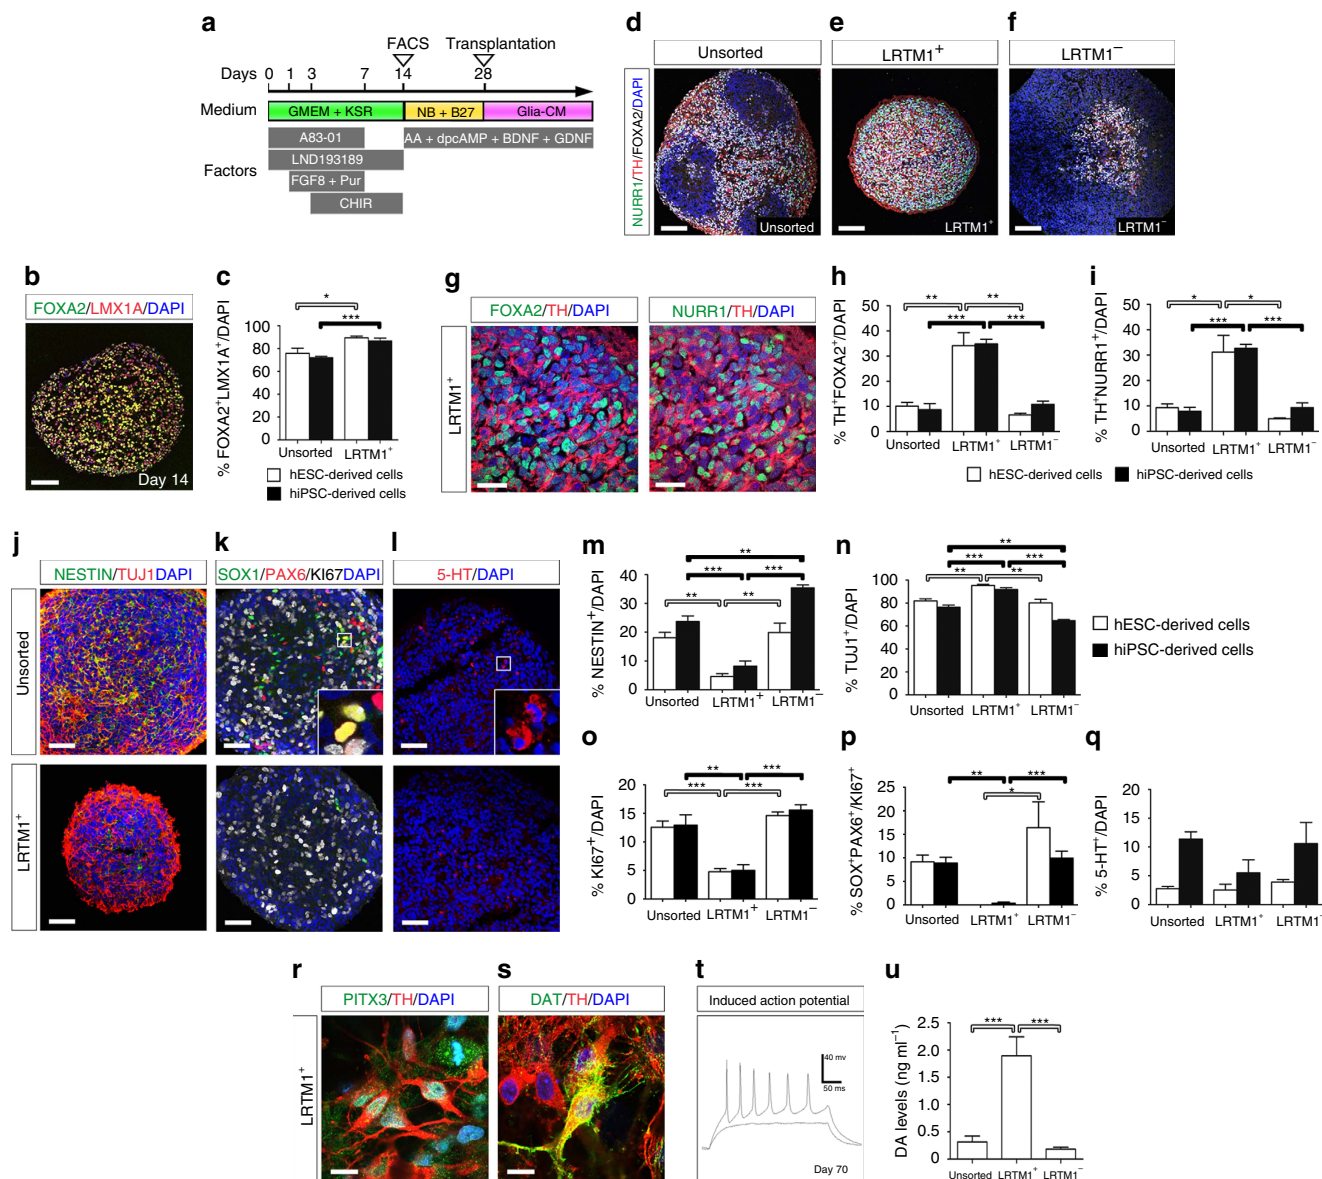 a
FACS Transplantation
Days 0 1 3 7 14 28
Medium GMEM + KSR NB + B27 Glia-CM
Factors
A83-01 AA + dpcAMP + BDNF + GDNF
LND193189
FGF8 + Pur
CHIR
d e f
Unsorted LRTM1+ LRTM1−
NURR1/TH/FOXA2/DAPI
Unsorted LRTM1+ LRTM1−
b
FOXA2/LMX1A/DAPI
Day 14
c
% FOXA2+LMX1A+/DAPI
100
80
60
40
20
0
*
***
Unsorted LRTM1+
hESC-derived cells
hiPSC-derived cells
g
FOXA2/TH/DAPI NURR1/TH/DAPI
LRTM1+
h
% TH+FOXA2+/DAPI
50
40
30
20
10
0
** **
*** ***
Unsorted LRTM1+ LRTM1−
i
% TH+NURR1+/DAPI
50
40
30
20
10
0
* *
*** ***
Unsorted LRTM1+ LRTM1−
hESC-derived cells hiPSC-derived cells
j k l
NESTIN/TUJ1DAPI SOX1/PAX6/KI67DAPI 5-HT/DAPI
Unsorted
LRTM1+
m
% NESTIN+/DAPI
40
30
20
10
0
**
*** ***
** **
Unsorted LRTM1+ LRTM1−
n
% TUJ1+/DAPI
100
80
60
40
20
0
**
*** ***
** **
Unsorted LRTM1+ LRTM1−
hESC-derived cells
hiPSC-derived cells
o
% KI67+/DAPI
20
15
10
5
0
** ***
*** ***
Unsorted LRTM1+ LRTM1−
p
% SOX+PAX6+/KI67+
25
20
15
10
5
0
** ***
*
Unsorted LRTM1+ LRTM1−
q
% 5-HT+/DAPI
20
15
10
5
0
Unsorted LRTM1+ LRTM1−
r s t
PITX3/TH/DAPI DAT/TH/DAPI Induced action potential
LRTM1+
40 mv
50 ms
Day 70
u
DA levels (ng ml−1)
2.5
2.0
1.5
1.0
0.5
0
*** ***
Unsorted LRTM1+ LRTM1−